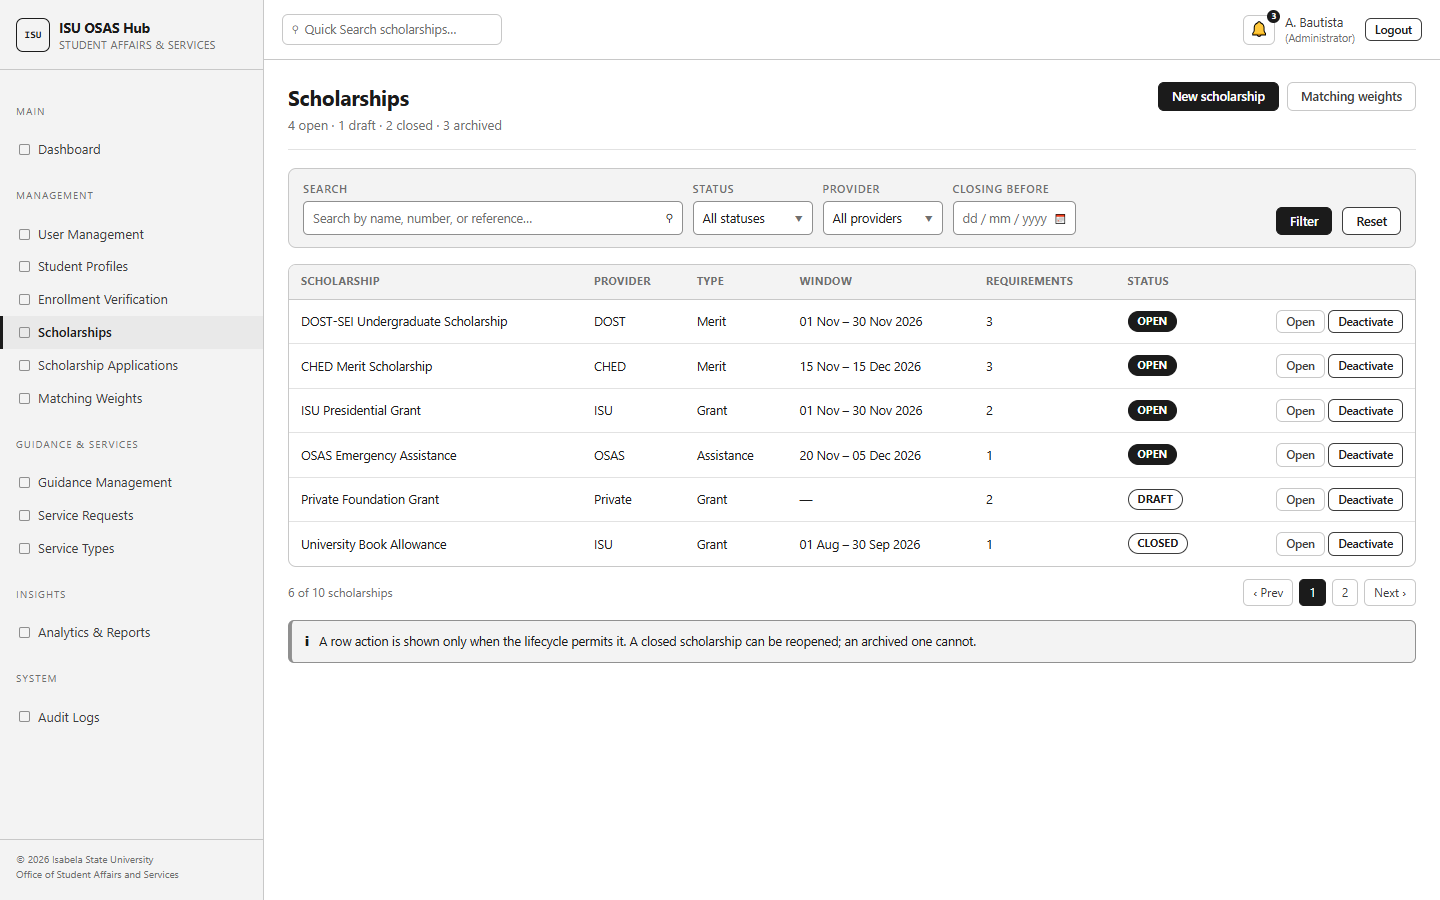 ISU
ISU OSAS Hub
STUDENT AFFAIRS & SERVICES
MAIN
Dashboard
MANAGEMENT
User Management
Student Profiles
Enrollment Verification
Scholarships
Scholarship Applications
Matching Weights
GUIDANCE & SERVICES
Guidance Management
Service Requests
Service Types
INSIGHTS
Analytics & Reports
SYSTEM
Audit Logs
© 2026 Isabela State University
Office of Student Affairs and Services
Quick Search scholarships...
3
A. Bautista
(Administrator)
Logout
Scholarships
4 open · 1 draft · 2 closed · 3 archived
New scholarship
Matching weights
SEARCH
Search by name, number, or reference...
STATUS
All statuses
PROVIDER
All providers
CLOSING BEFORE
dd / mm / yyyy
Filter
Reset
SCHOLARSHIP PROVIDER TYPE WINDOW REQUIREMENTS STATUS
DOST-SEI Undergraduate Scholarship DOST Merit 01 Nov – 30 Nov 2026 3 OPEN Open Deactivate
CHED Merit Scholarship CHED Merit 15 Nov – 15 Dec 2026 3 OPEN Open Deactivate
ISU Presidential Grant ISU Grant 01 Nov – 30 Nov 2026 2 OPEN Open Deactivate
OSAS Emergency Assistance OSAS Assistance 20 Nov – 05 Dec 2026 1 OPEN Open Deactivate
Private Foundation Grant Private Grant — 2 DRAFT Open Deactivate
University Book Allowance ISU Grant 01 Aug – 30 Sep 2026 1 CLOSED Open Deactivate
6 of 10 scholarships
‹ Prev 1 2 Next ›
i A row action is shown only when the lifecycle permits it. A closed scholarship can be reopened; an archived one cannot.